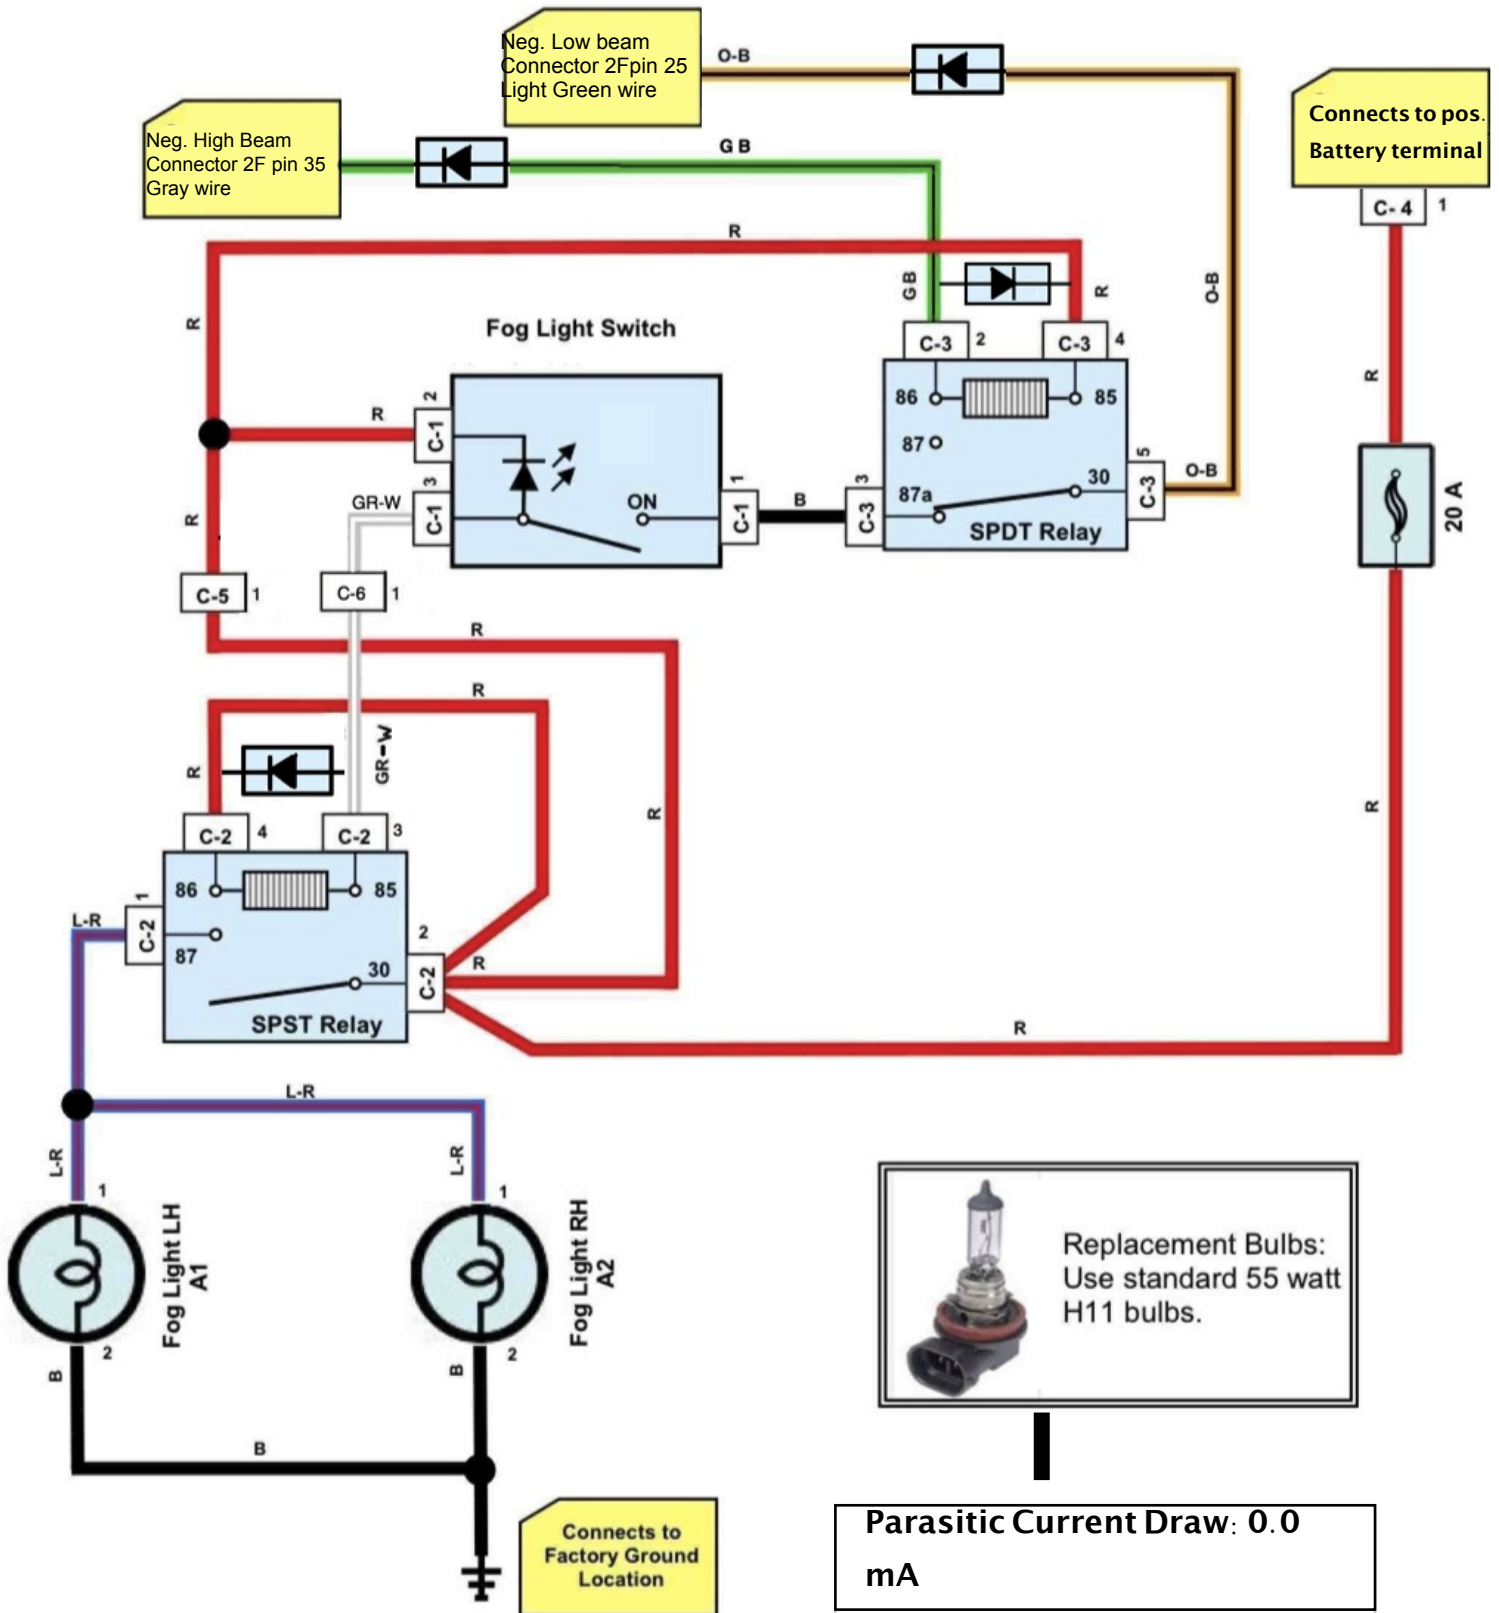 Neg. Low beam
Connector 2Fpin 25
Light Green wire
O-B
Connects to pos.
Battery terminal
C- 4
1
Neg. High Beam
Connector 2F pin 35
Gray wire
G B
R
R
G B
R
O-B
Fog Light Switch
C-3
2
C-3
4
86
85
87
87a
30
SPDT Relay
3
C-3
5
C-3
O-B
R
20 A
R
2
C-1
3
C-1
GR-W
ON
1
C-1
B
R
C-5
1
C-6
1
R
R
GR-W
R
R
R
C-2
4
C-2
3
86
85
87
30
SPST Relay
1
C-2
L-R
2
C-2
R
R
L-R
L-R
L-R
1
1
Fog Light LH
A1
Fog Light RH
A2
2
2
B
B
B
Connects to
Factory Ground
Location
Replacement Bulbs:
Use standard 55 watt
H11 bulbs.
Parasitic Current Draw: 0.0
mA